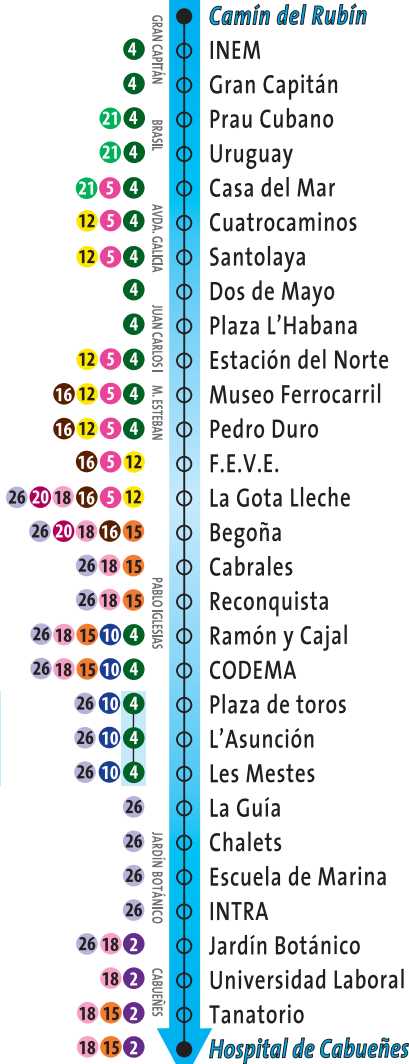 Camín del Rubín
GRAN CAPITÁN
4 INEM
4 Gran Capitán
BRASIL
21 4 Prau Cubano
21 4 Uruguay
21 5 4 Casa del Mar
AVDA. GALICIA
12 5 4 Cuatrocaminos
12 5 4 Santolaya
4 Dos de Mayo
JUAN CARLOS I
4 Plaza L'Habana
12 5 4 Estación del Norte
M. ESTEBAN
16 12 5 4 Museo Ferrocarril
16 12 5 4 Pedro Duro
16 5 12 F.E.V.E.
26 20 18 16 5 12 La Gota Lleche
26 20 18 16 15 Begoña
26 18 15 Cabrales
PABLO IGLESIAS
26 18 15 Reconquista
26 18 15 10 4 Ramón y Cajal
26 18 15 10 4 CODEMA
26 10 4 Plaza de toros
26 10 4 L'Asunción
26 10 4 Les Mestes
26 La Guía
JARDÍN BOTÁNICO
26 Chalets
26 Escuela de Marina
26 INTRA
26 18 2 Jardín Botánico
CABUEÑES
18 2 Universidad Laboral
18 15 2 Tanatorio
18 15 2 Hospital de Cabueñes